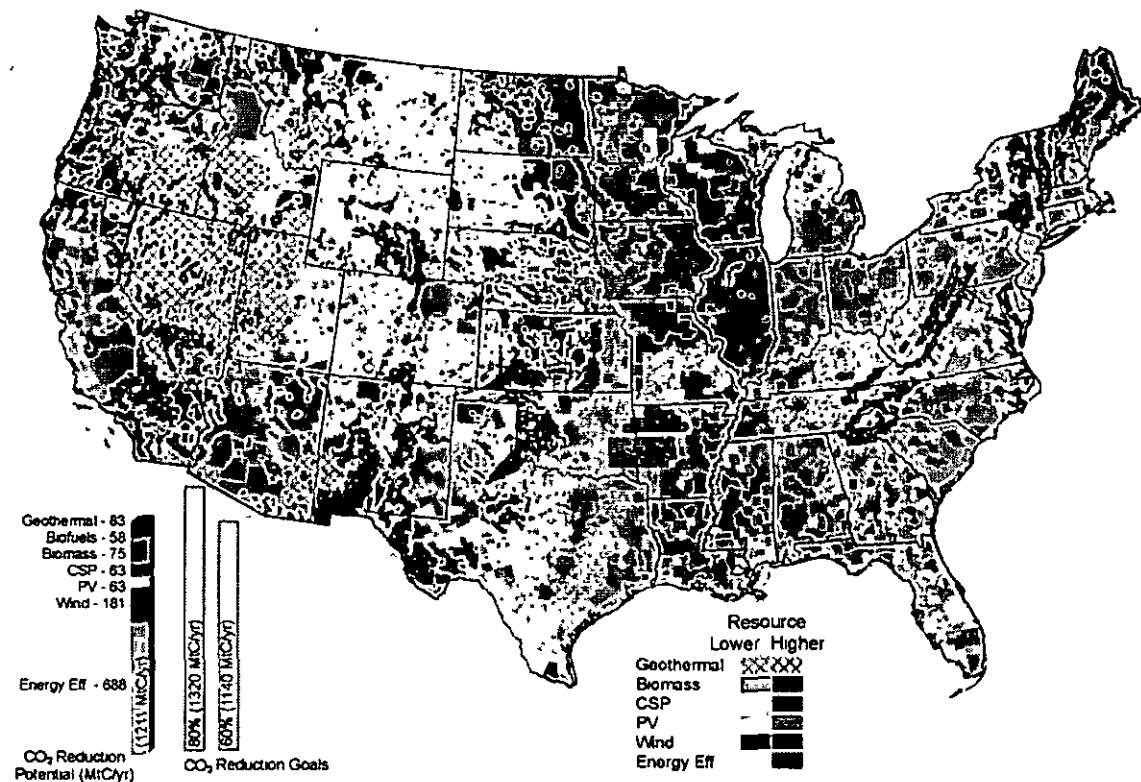 Geothermal - 83
Biofuels - 58
Biomass - 75
CSP - 63
PV - 63
Wind - 181
Energy Eff - 688
(1211 MtC/yr)
CO₂ Reduction
Potential (MtC/yr)
80% (1320 MtC/yr)
60% (1140 MtC/yr)
CO₂ Reduction Goals
Resource
Lower Higher
Geothermal
Biomass
CSP
PV
Wind
Energy Eff